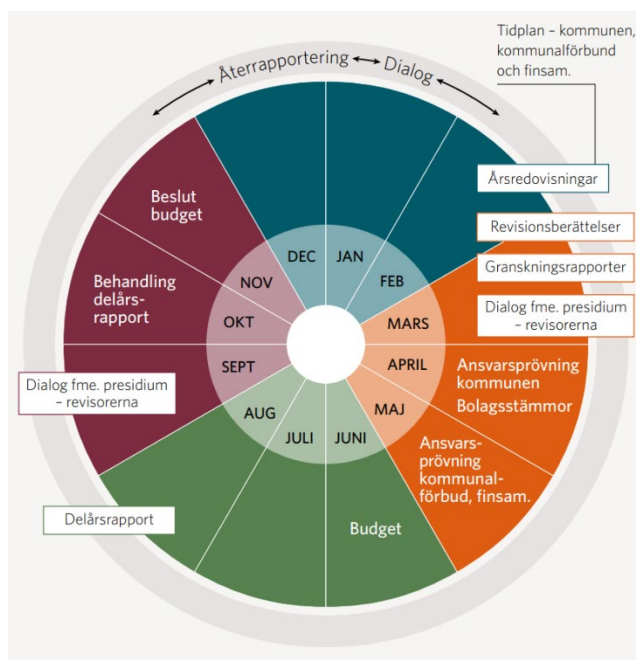 Tidplan – kommunen,
kommunalförbund
och finsam.
Återrapportering
Dialog
Årsredovisningar
Revisionsberättelser
Granskningsrapporter
Dialog fme. presidium
– revisorerna
Ansvarsprövning
kommunen
Bolagsstämmor
Ansvars-
prövning
kommunal-
förbud, finsam.
Budget
Delårsrapport
Dialog fme. presidium
– revisorerna
Behandling
delårs-
rapport
Beslut
budget
JAN
FEB
MARS
APRIL
MAJ
JUNI
JULI
AUG
SEPT
OKT
NOV
DEC